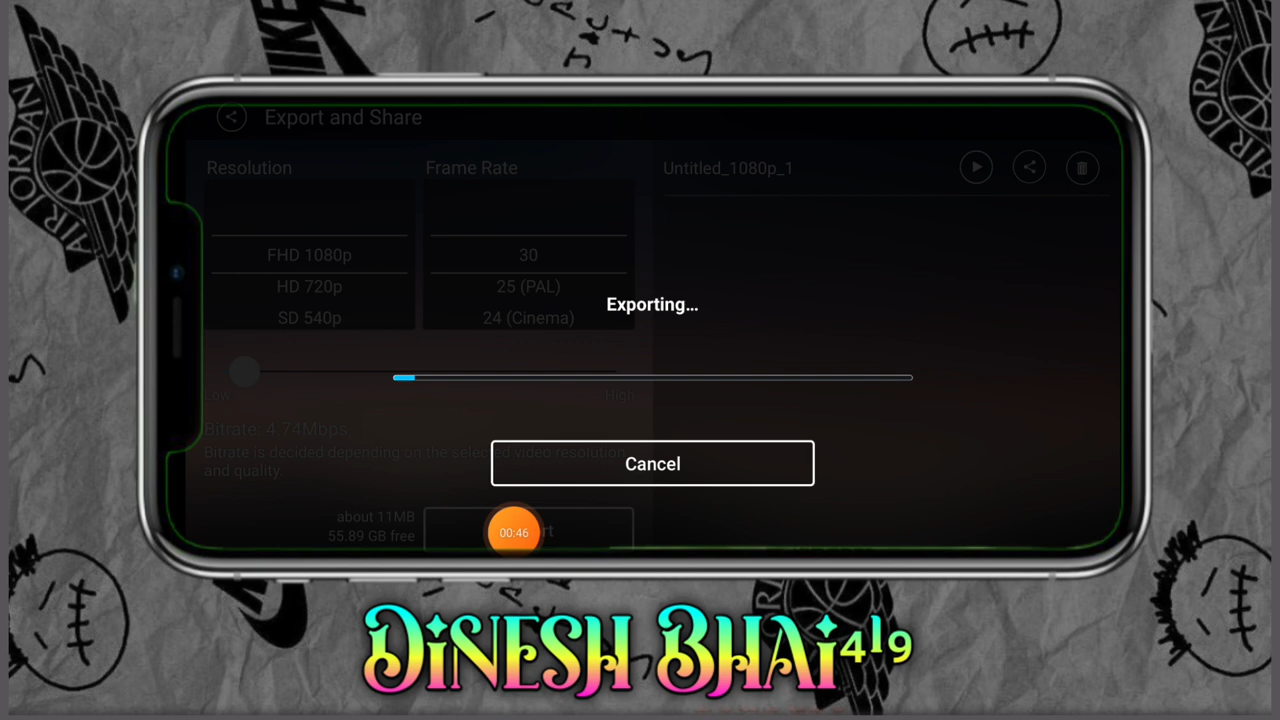 NIKE
AIR JORDAN
AIR JORDAN
Export and Share
Resolution
Frame Rate
Untitled_1080p_1
FHD 1080p
30
HD 720p
25 (PAL)
SD 540p
24 (Cinema)
Exporting...
Low
High
Bitrate: 4.74Mbps
Bitrate is decided depending on the selected video resolution
and quality.
Cancel
about 11MB
55.89 GB free
00:46
DINESH BHAI419